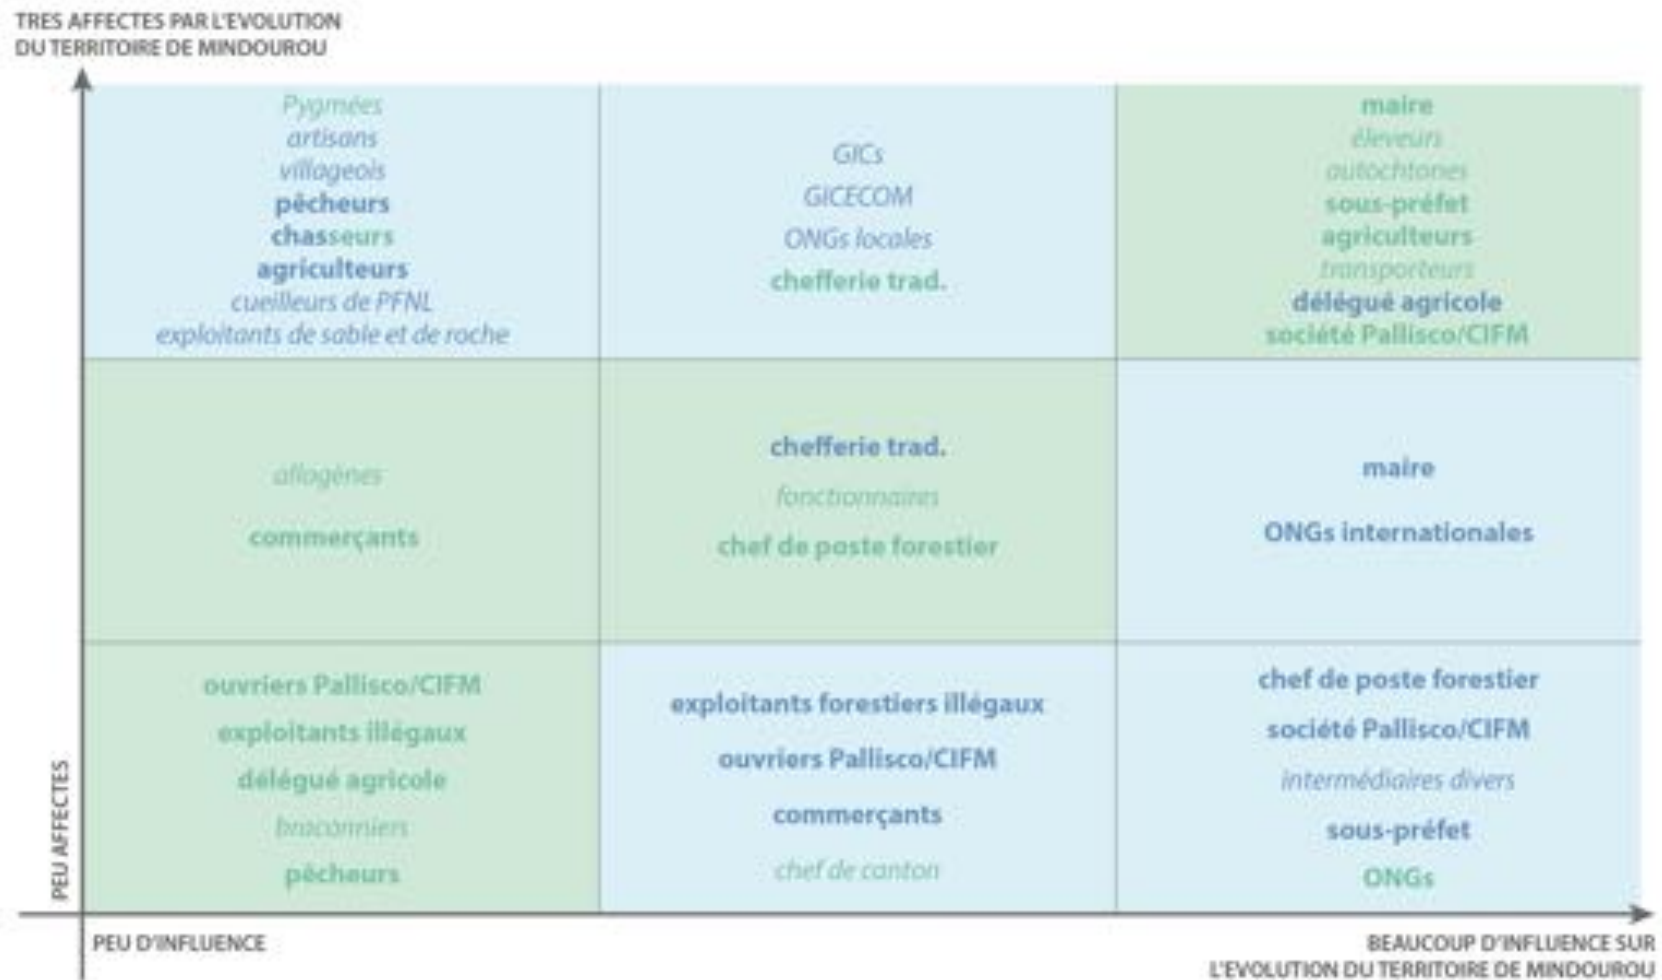 TRES AFFECTES PAR L'EVOLUTION
DU TERRITOIRE DE MINDOUROU
Pygmées
artisans
villageois
pêcheurs
chasseurs
agriculteurs
cueilleurs de PFNL
exploitants de sable et de roche
GICs
GICECOM
ONGs locales
chefferie trad.
maire
éleveurs
autochtones
sous-préfet
agriculteurs
transporteurs
délégué agricole
société Pallisco/CIFM
allogènes
commerçants
chefferie trad.
fonctionnaires
chef de poste forestier
maire
ONGs internationales
ouvriers Pallisco/CIFM
exploitants illégaux
délégué agricole
braconniers
pêcheurs
exploitants forestiers illégaux
ouvriers Pallisco/CIFM
commerçants
chef de canton
chef de poste forestier
société Pallisco/CIFM
intermédiaires divers
sous-préfet
ONGs
PEU AFFECTES
PEU D'INFLUENCE
BEAUCOUP D'INFLUENCE SUR
L'EVOLUTION DU TERRITOIRE DE MINDOUROU